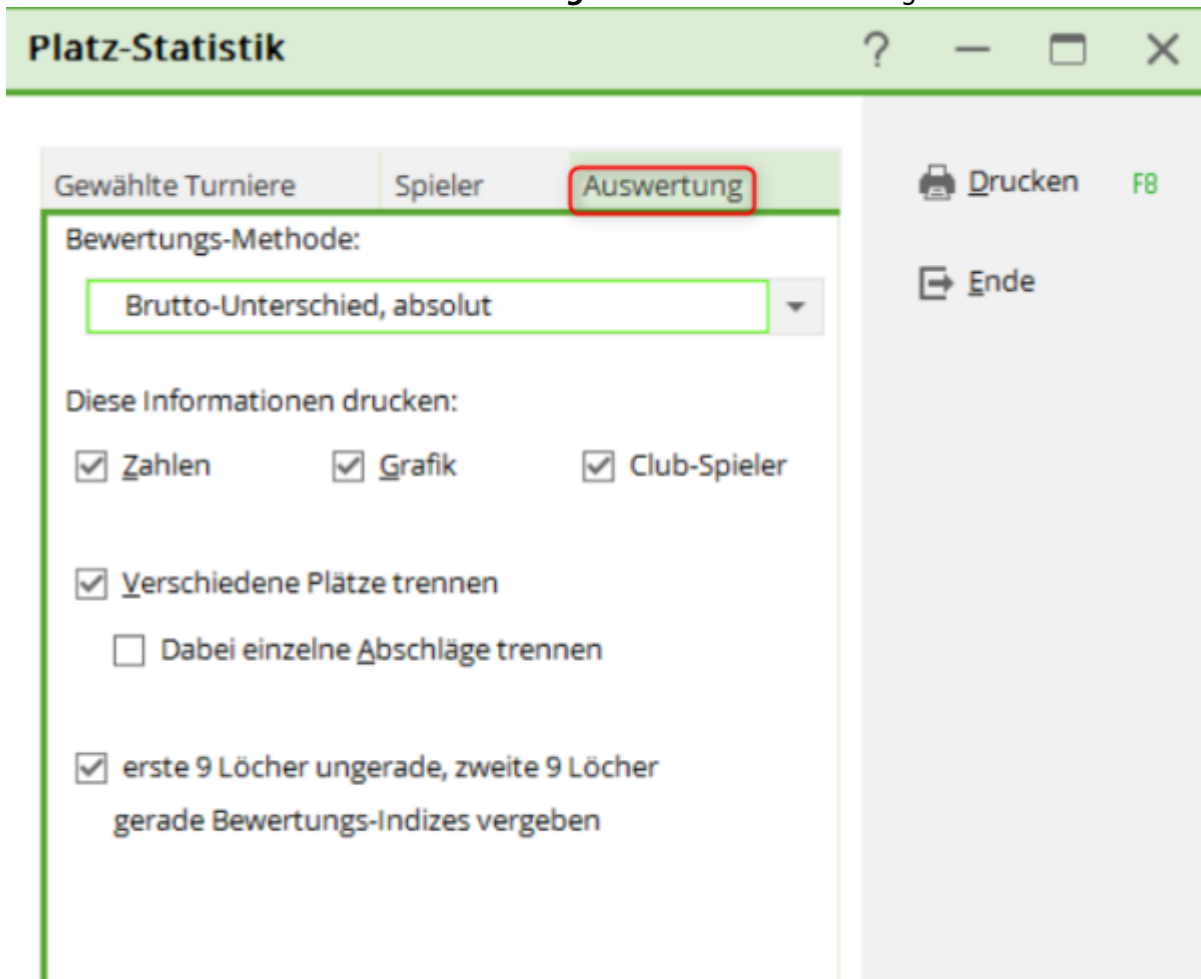 Platz-Statistik
Gewählte Turniere Spieler Auswertung
Drucken F8
Bewertungs-Methode:
Ende
Brutto-Unterschied, absolut
Diese Informationen drucken:
Zahlen Grafik Club-Spieler
Verschiedene Plätze trennen
Dabei einzelne Abschläge trennen
erste 9 Löcher ungerade, zweite 9 Löcher
gerade Bewertungs-Indizes vergeben